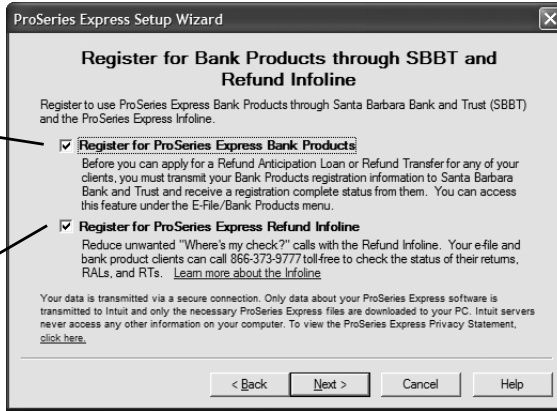 ProSeries Express Setup Wizard
Register for Bank Products through SBBT and
Refund Infoline
Register to use ProSeries Express Bank Products through Santa Barbara Bank and Trust (SBBT)
and the ProSeries Express Infoline.
Register for ProSeries Express Bank Products
Before you can apply for a Refund Anticipation Loan or Refund Transfer for any of your
clients, you must transmit your Bank Products registration information to Santa Barbara
Bank and Trust and receive a registration complete status from them. You can access
this feature under the E-File/Bank Products menu.
Register for ProSeries Express Refund Infoline
Reduce unwanted "Where's my check?" calls with the Refund Infoline. Your e-file and
bank product clients can call 866-373-9777 toll-free to check the status of their returns,
RALs, and RTs. Learn more about the Infoline
Your data is transmitted via a secure connection. Only data about your ProSeries Express software is
transmitted to Intuit and only the necessary ProSeries Express files are downloaded to your PC. Intuit servers
never access any other information on your computer. To view the ProSeries Express Privacy Statement,
click here.
< Back Next > Cancel Help